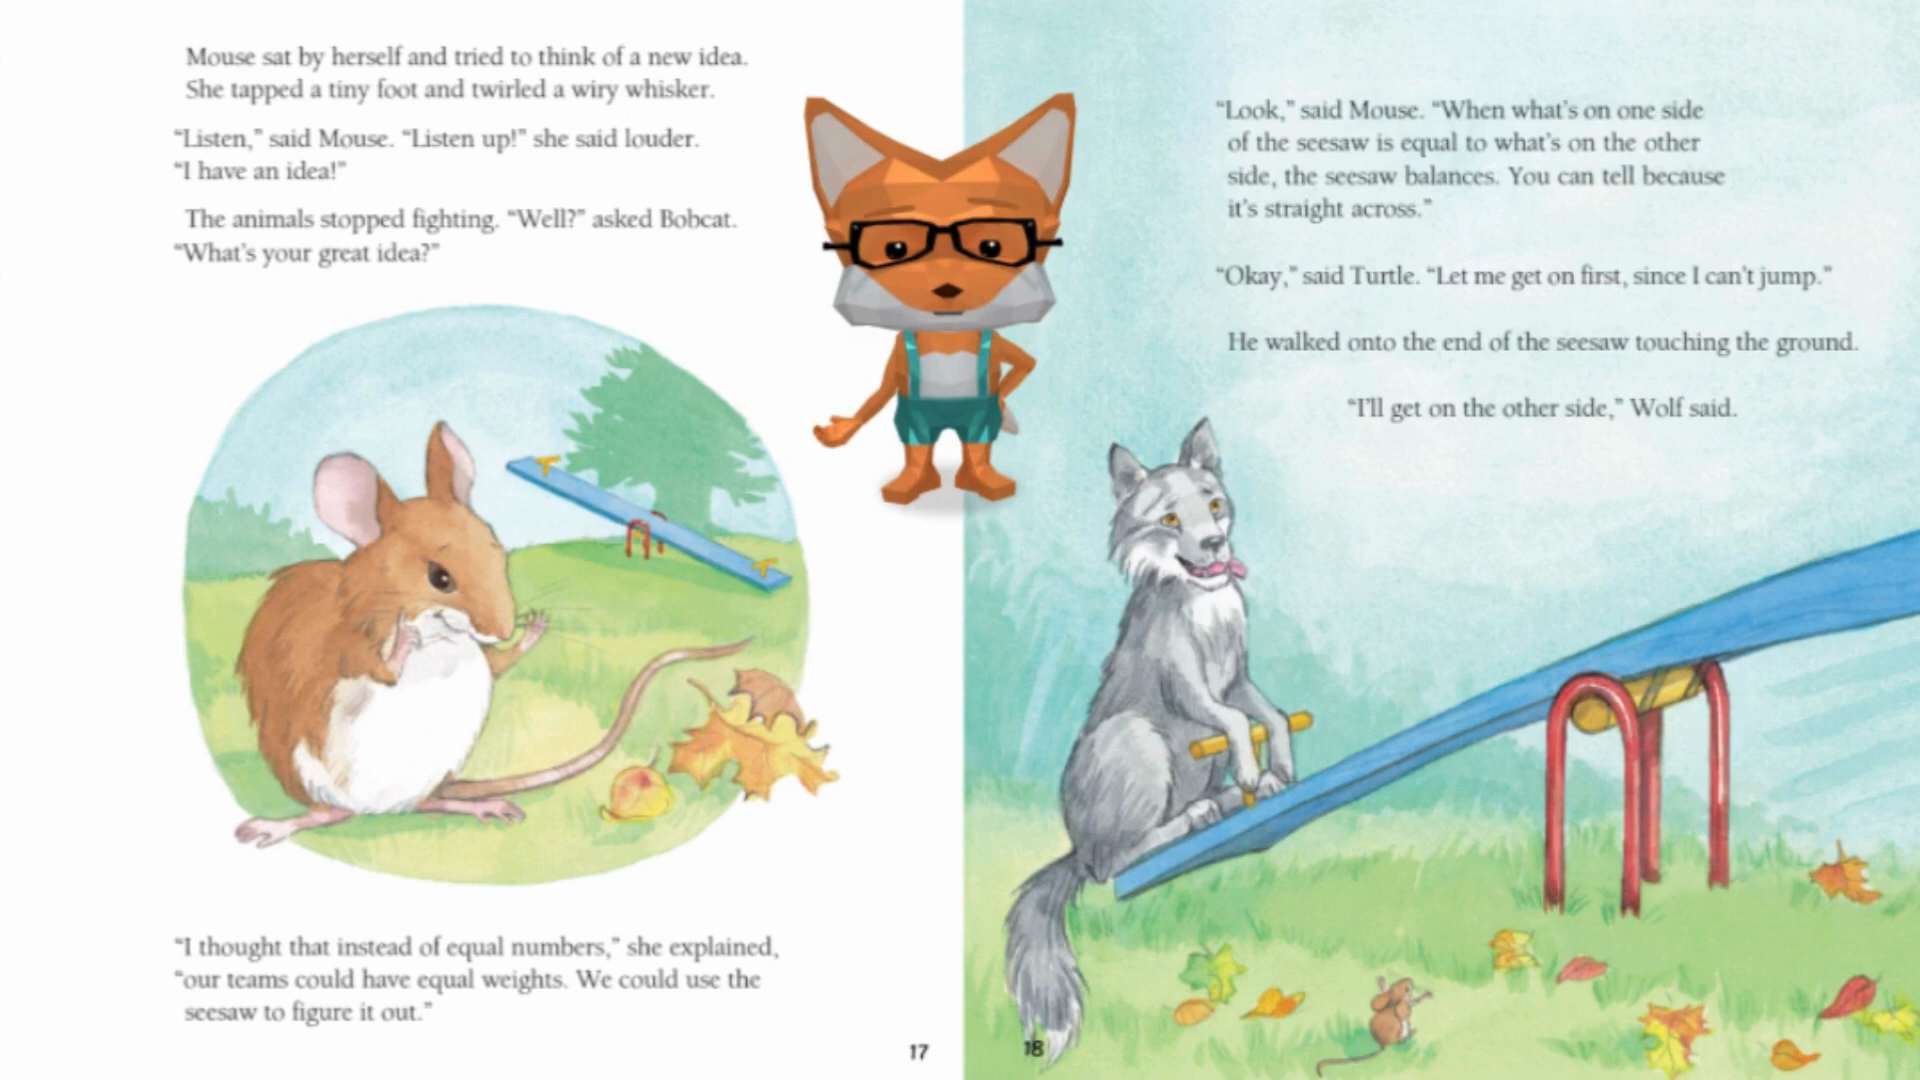 Mouse sat by herself and tried to think of a new idea.
She tapped a tiny foot and twirled a wiry whisker.
“Listen,” said Mouse. “Listen up!” she said louder.
“I have an idea!”
The animals stopped fighting. “Well?” asked Bobcat.
“What’s your great idea?”
“I thought that instead of equal numbers,” she explained,
“our teams could have equal weights. We could use the
seesaw to figure it out.”
17
“Look,” said Mouse. “When what’s on one side
of the seesaw is equal to what’s on the other
side, the seesaw balances. You can tell because
it’s straight across.”
“Okay,” said Turtle. “Let me get on first, since I can’t jump.”
He walked onto the end of the seesaw touching the ground.
“I’ll get on the other side,” Wolf said.
18